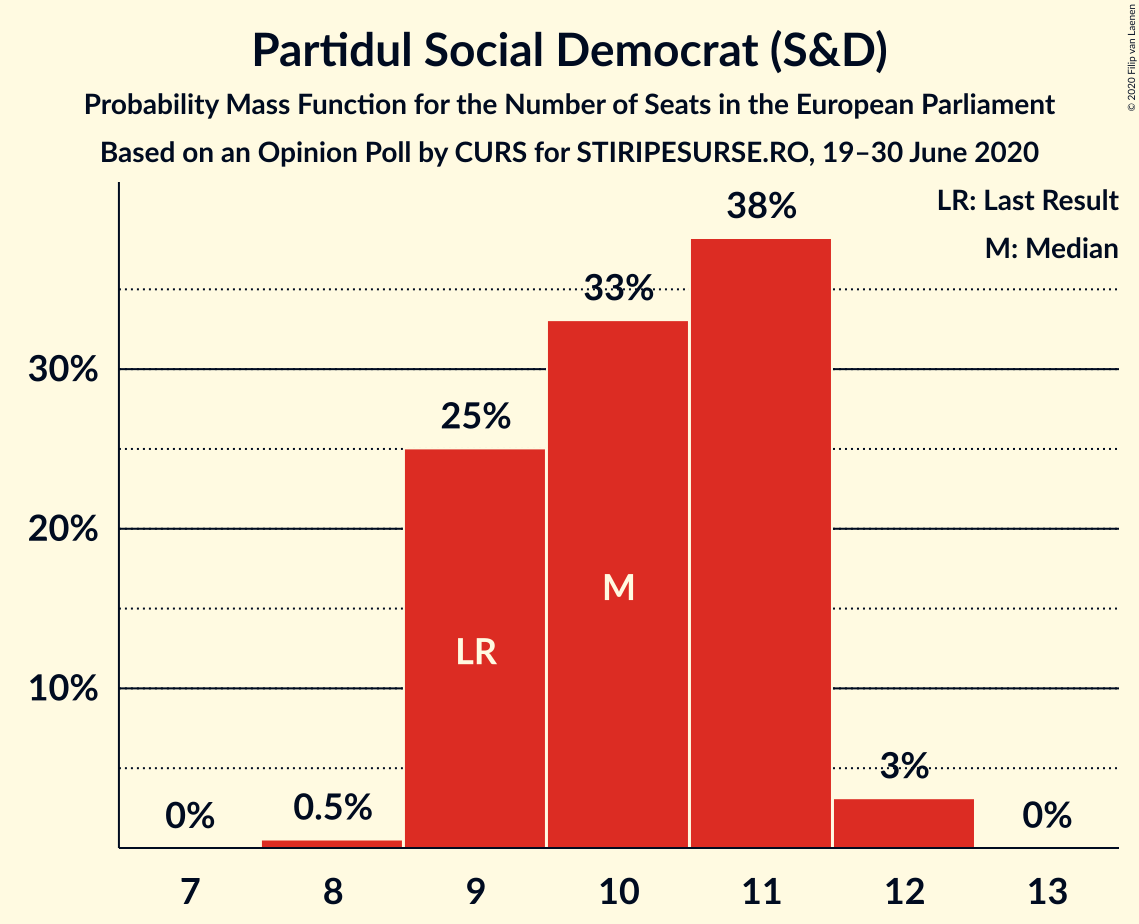 Partidul Social Democrat (S&D)
Probability Mass Function for the Number of Seats in the European Parliament
Based on an Opinion Poll by CURS for STIRIPESURSE.RO, 19–30 June 2020
© 2020 Filip van Laenen
LR: Last Result
M: Median
38%
33%
30%
25%
20%
M
LR
10%
3%
0.5%
0%
0%
7 8 9 10 11 12 13